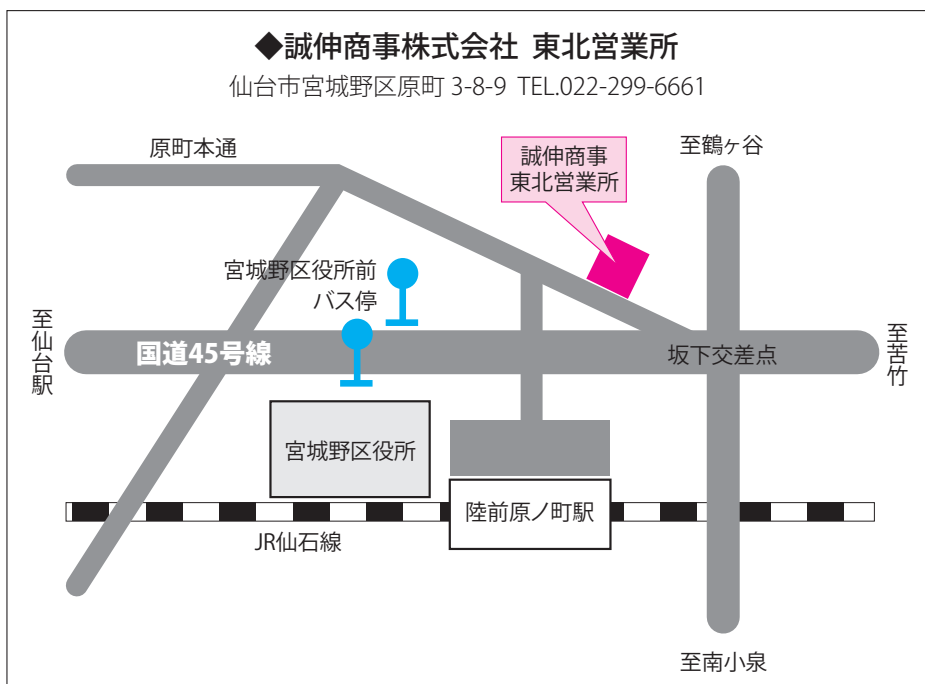 ◆誠伸商事株式会社 東北営業所
仙台市宮城野区原町 3-8-9 TEL.022-299-6661
原町本通
誠伸商事
東北営業所
至鶴ヶ谷
宮城野区役所前
バス停
至仙台駅
国道45号線
坂下交差点
至苦竹
宮城野区役所
陸前原ノ町駅
JR仙石線
至南小泉